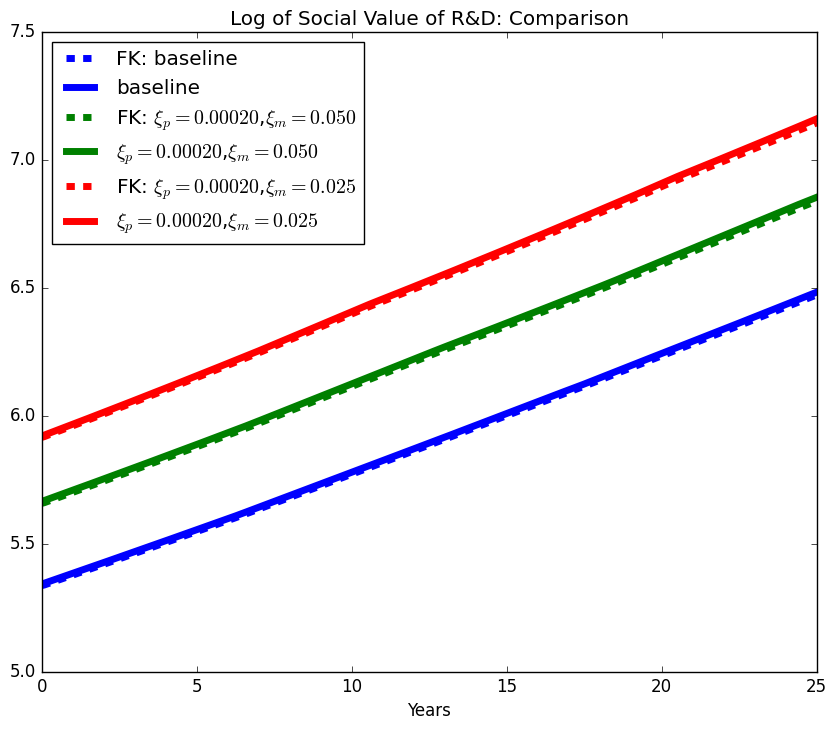 Log of Social Value of R&D: Comparison
7.5
FK: baseline
baseline
FK: ξp = 0.00020,ξm = 0.050
ξp = 0.00020,ξm = 0.050
FK: ξp = 0.00020,ξm = 0.025
ξp = 0.00020,ξm = 0.025
7.0
6.5
6.0
5.5
5.0
0 5 10 15 20 25
Years